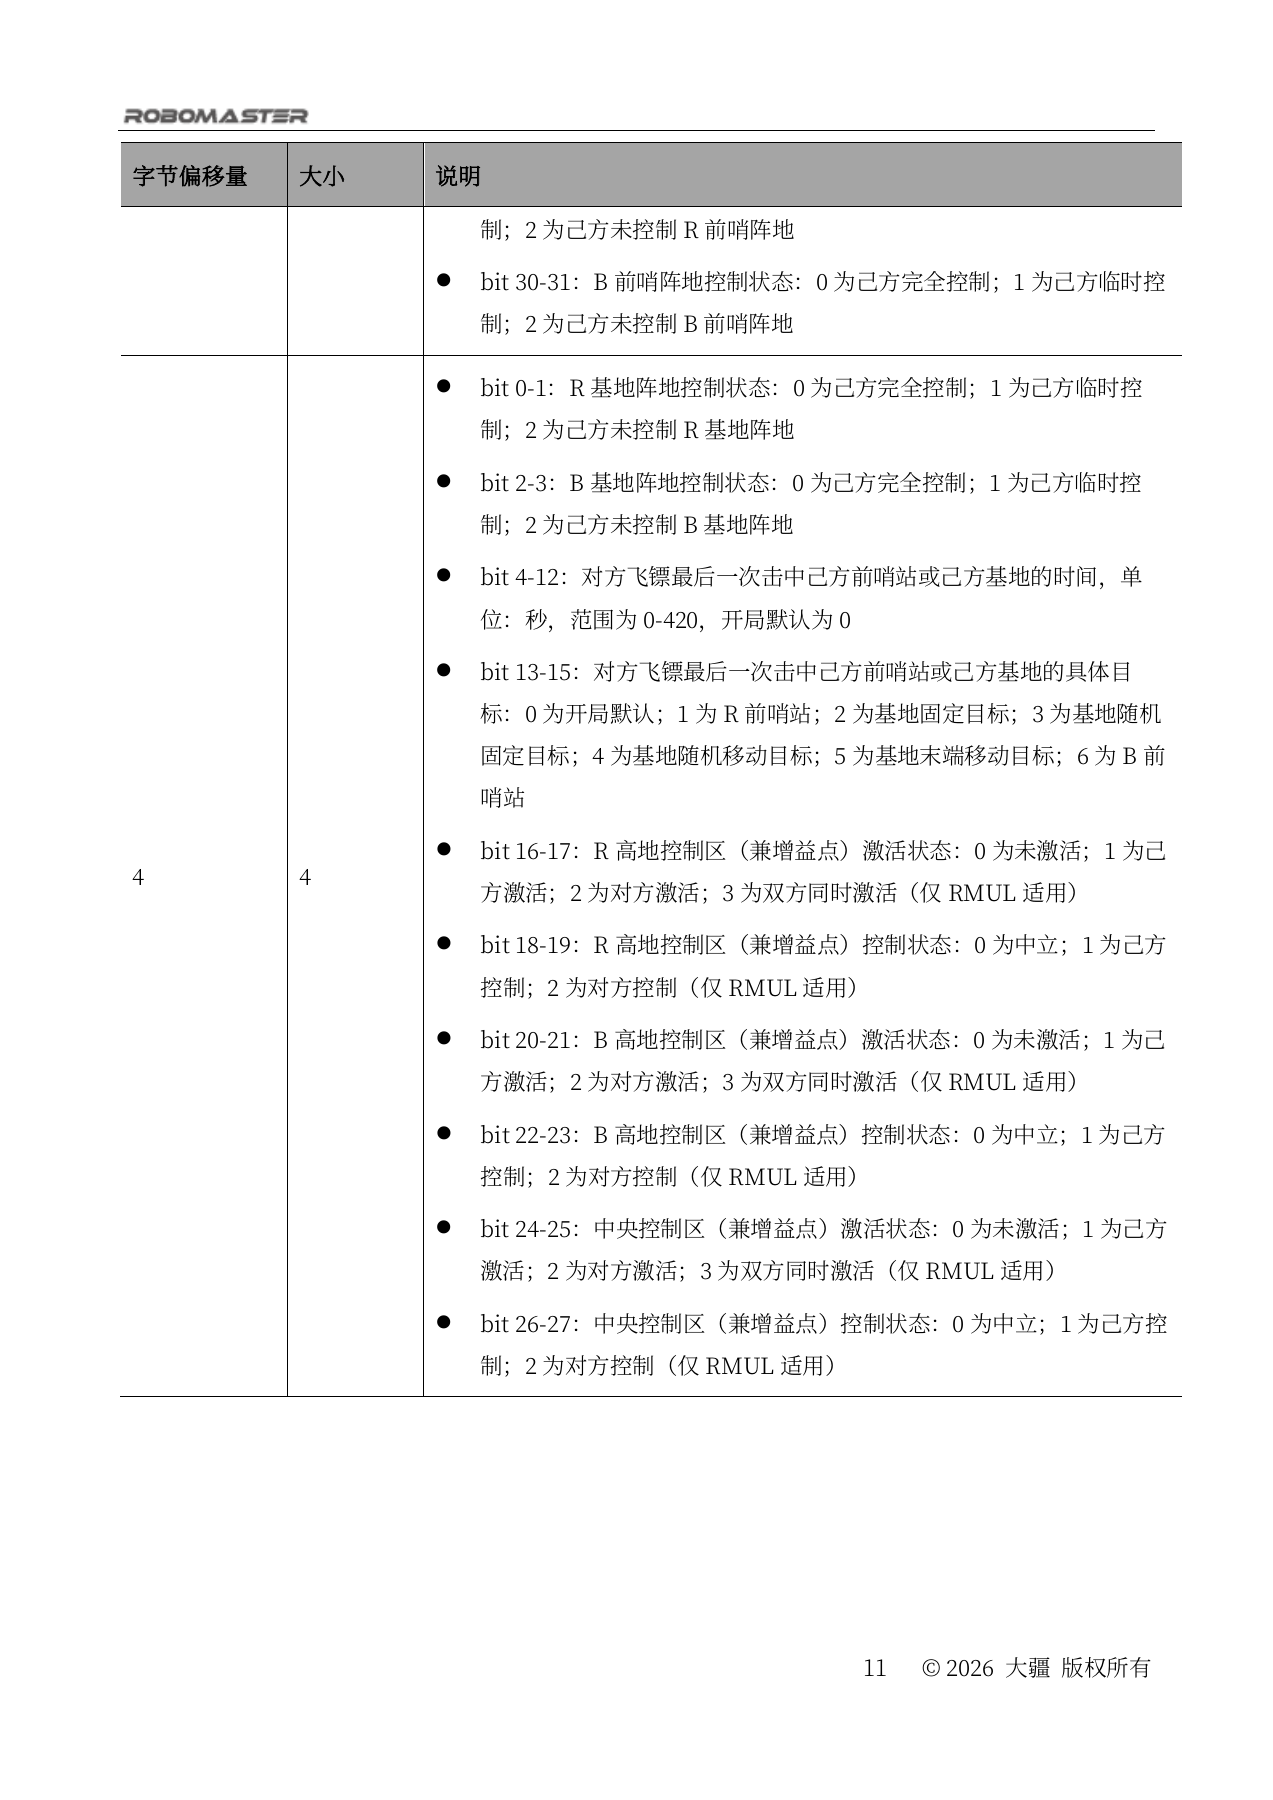 ROBOMASTER
字节偏移量 大小 说明
制；2 为己方未控制 R 前哨阵地
● bit 30-31：B 前哨阵地控制状态：0 为己方完全控制；1 为己方临时控
制；2 为己方未控制 B 前哨阵地
● bit 0-1：R 基地阵地控制状态：0 为己方完全控制；1 为己方临时控
制；2 为己方未控制 R 基地阵地
● bit 2-3：B 基地阵地控制状态：0 为己方完全控制；1 为己方临时控
制；2 为己方未控制 B 基地阵地
● bit 4-12：对方飞镖最后一次击中己方前哨站或己方基地的时间，单
位：秒，范围为 0-420，开局默认为 0
● bit 13-15：对方飞镖最后一次击中己方前哨站或己方基地的具体目
标：0 为开局默认；1 为 R 前哨站；2 为基地固定目标；3 为基地随机
固定目标；4 为基地随机移动目标；5 为基地末端移动目标；6 为 B 前
哨站
● bit 16-17：R 高地控制区（兼增益点）激活状态：0 为未激活；1 为己
4 4
方激活；2 为对方激活；3 为双方同时激活（仅 RMUL 适用）
● bit 18-19：R 高地控制区（兼增益点）控制状态：0 为中立；1 为己方
控制；2 为对方控制（仅 RMUL 适用）
● bit 20-21：B 高地控制区（兼增益点）激活状态：0 为未激活；1 为己
方激活；2 为对方激活；3 为双方同时激活（仅 RMUL 适用）
● bit 22-23：B 高地控制区（兼增益点）控制状态：0 为中立；1 为己方
控制；2 为对方控制（仅 RMUL 适用）
● bit 24-25：中央控制区（兼增益点）激活状态：0 为未激活；1 为己方
激活；2 为对方激活；3 为双方同时激活（仅 RMUL 适用）
● bit 26-27：中央控制区（兼增益点）控制状态：0 为中立；1 为己方控
制；2 为对方控制（仅 RMUL 适用）
11 © 2026 大疆 版权所有